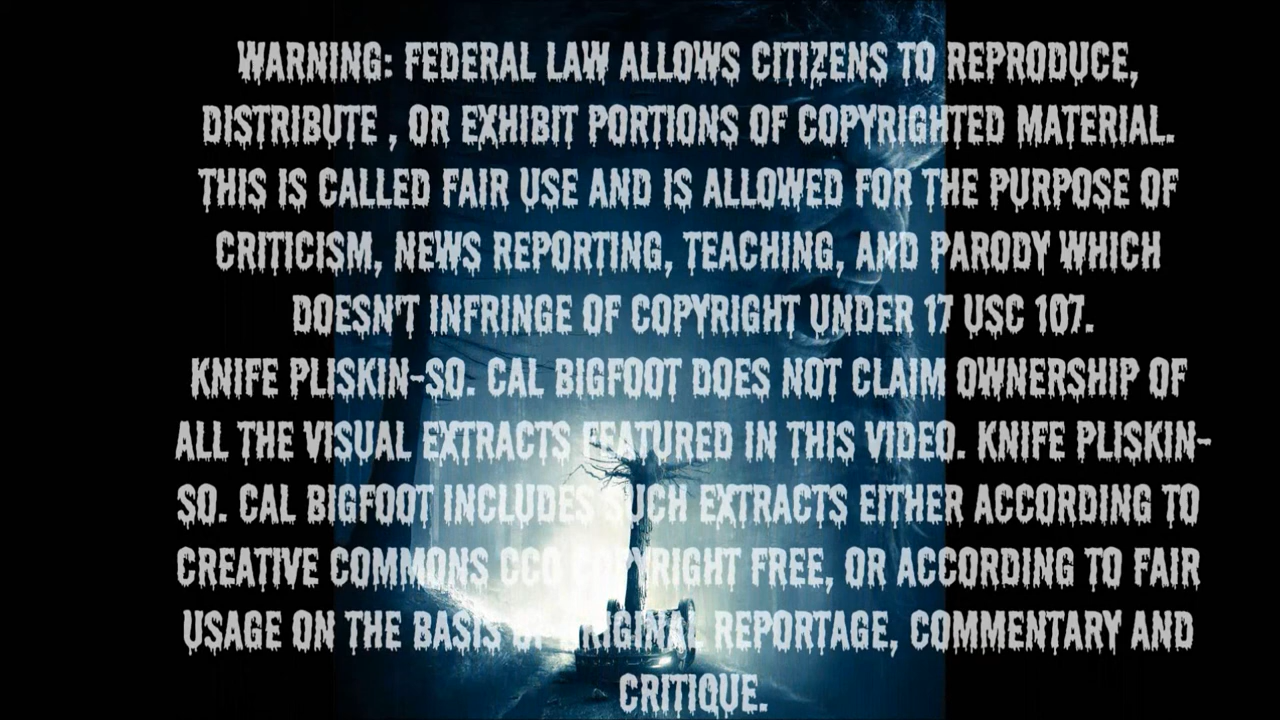 WARNING: FEDERAL LAW ALLOWS CITIZENS TO REPRODUCE,
DISTRIBUTE , OR EXHIBIT PORTIONS OF COPYRIGHTED MATERIAL.
THIS IS CALLED FAIR USE AND IS ALLOWED FOR THE PURPOSE OF
CRITICISM, NEWS REPORTING, TEACHING, AND PARODY WHICH
DOESN'T INFRINGE OF COPYRIGHT UNDER 17 USC 107.
KNIFE PLISKIN-SO. CAL BIGFOOT DOES NOT CLAIM OWNERSHIP OF
ALL THE VISUAL EXTRACTS FEATURED IN THIS VIDEO. KNIFE PLISKIN-
SO. CAL BIGFOOT INCLUDES SUCH EXTRACTS EITHER ACCORDING TO
CREATIVE COMMONS CCO COPYRIGHT FREE, OR ACCORDING TO FAIR
USAGE ON THE BASIS OF ORIGINAL REPORTAGE, COMMENTARY AND
CRITIQUE.